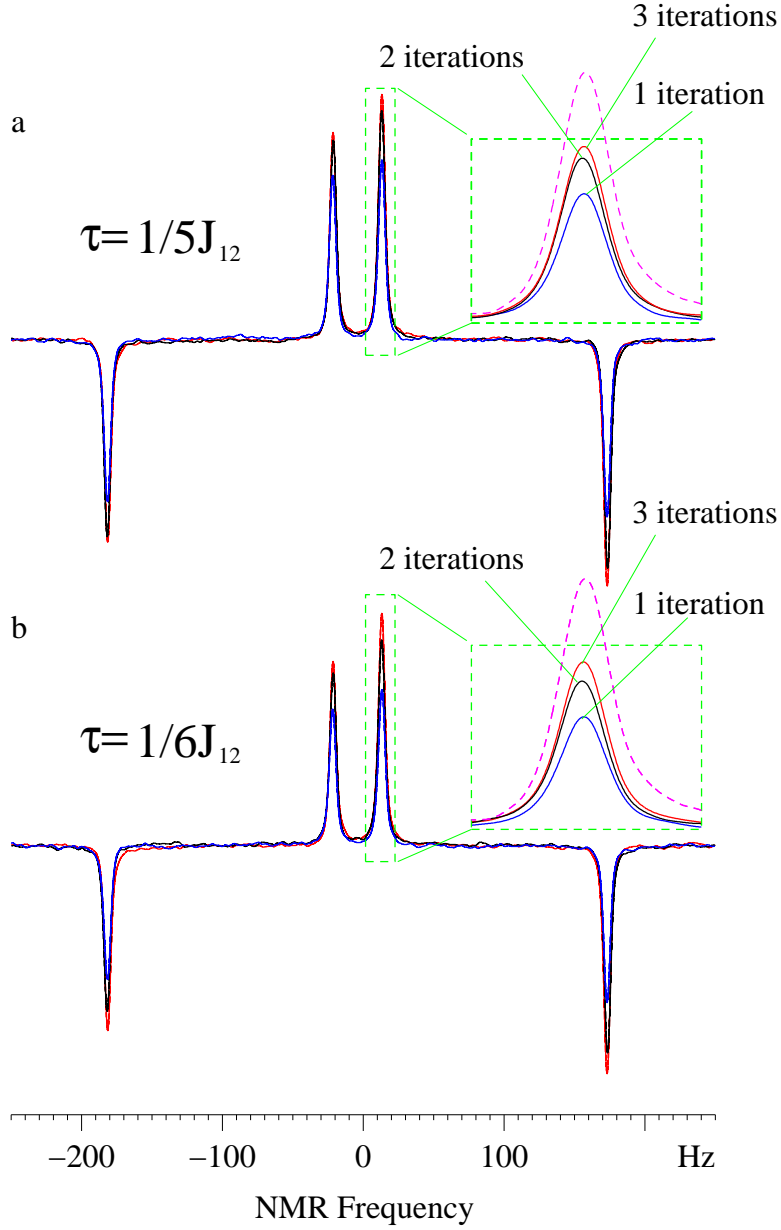 3 iterations
2 iterations
1 iteration
a
τ= 1/5J₁₂
3 iterations
2 iterations
1 iteration
b
τ= 1/6J₁₂
−200 −100 0 100 Hz
NMR Frequency